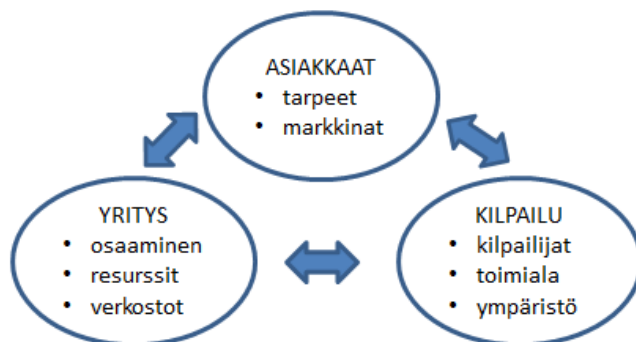 ASIAKKAAT
• tarpeet
• markkinat
YRITYS
• osaaminen
• resurssit
• verkostot
KILPAILU
• kilpailijat
• toimiala
• ympäristö